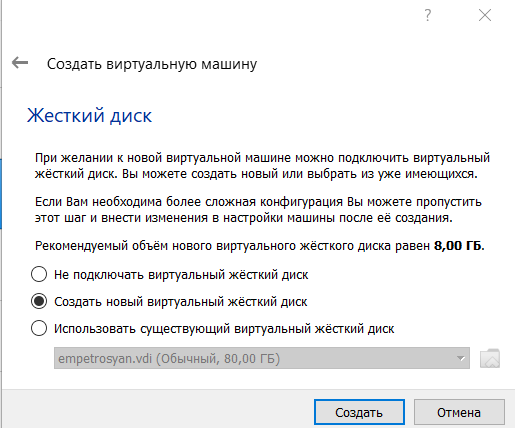 ?
Создать виртуальную машину
Жесткий диск
При желании к новой виртуальной машине можно подключить виртуальный
жёсткий диск. Вы можете создать новый или выбрать из уже имеющихся.
Если Вам необходима более сложная конфигурация Вы можете пропустить
этот шаг и внести изменения в настройки машины после её создания.
Рекомендуемый объём нового виртуального жёсткого диска равен 8,00 ГБ.
Не подключать виртуальный жёсткий диск
Создать новый виртуальный жёсткий диск
Использовать существующий виртуальный жёсткий диск
empetrosyan.vdi (Обычный, 80,00 ГБ)
Создать
Отмена